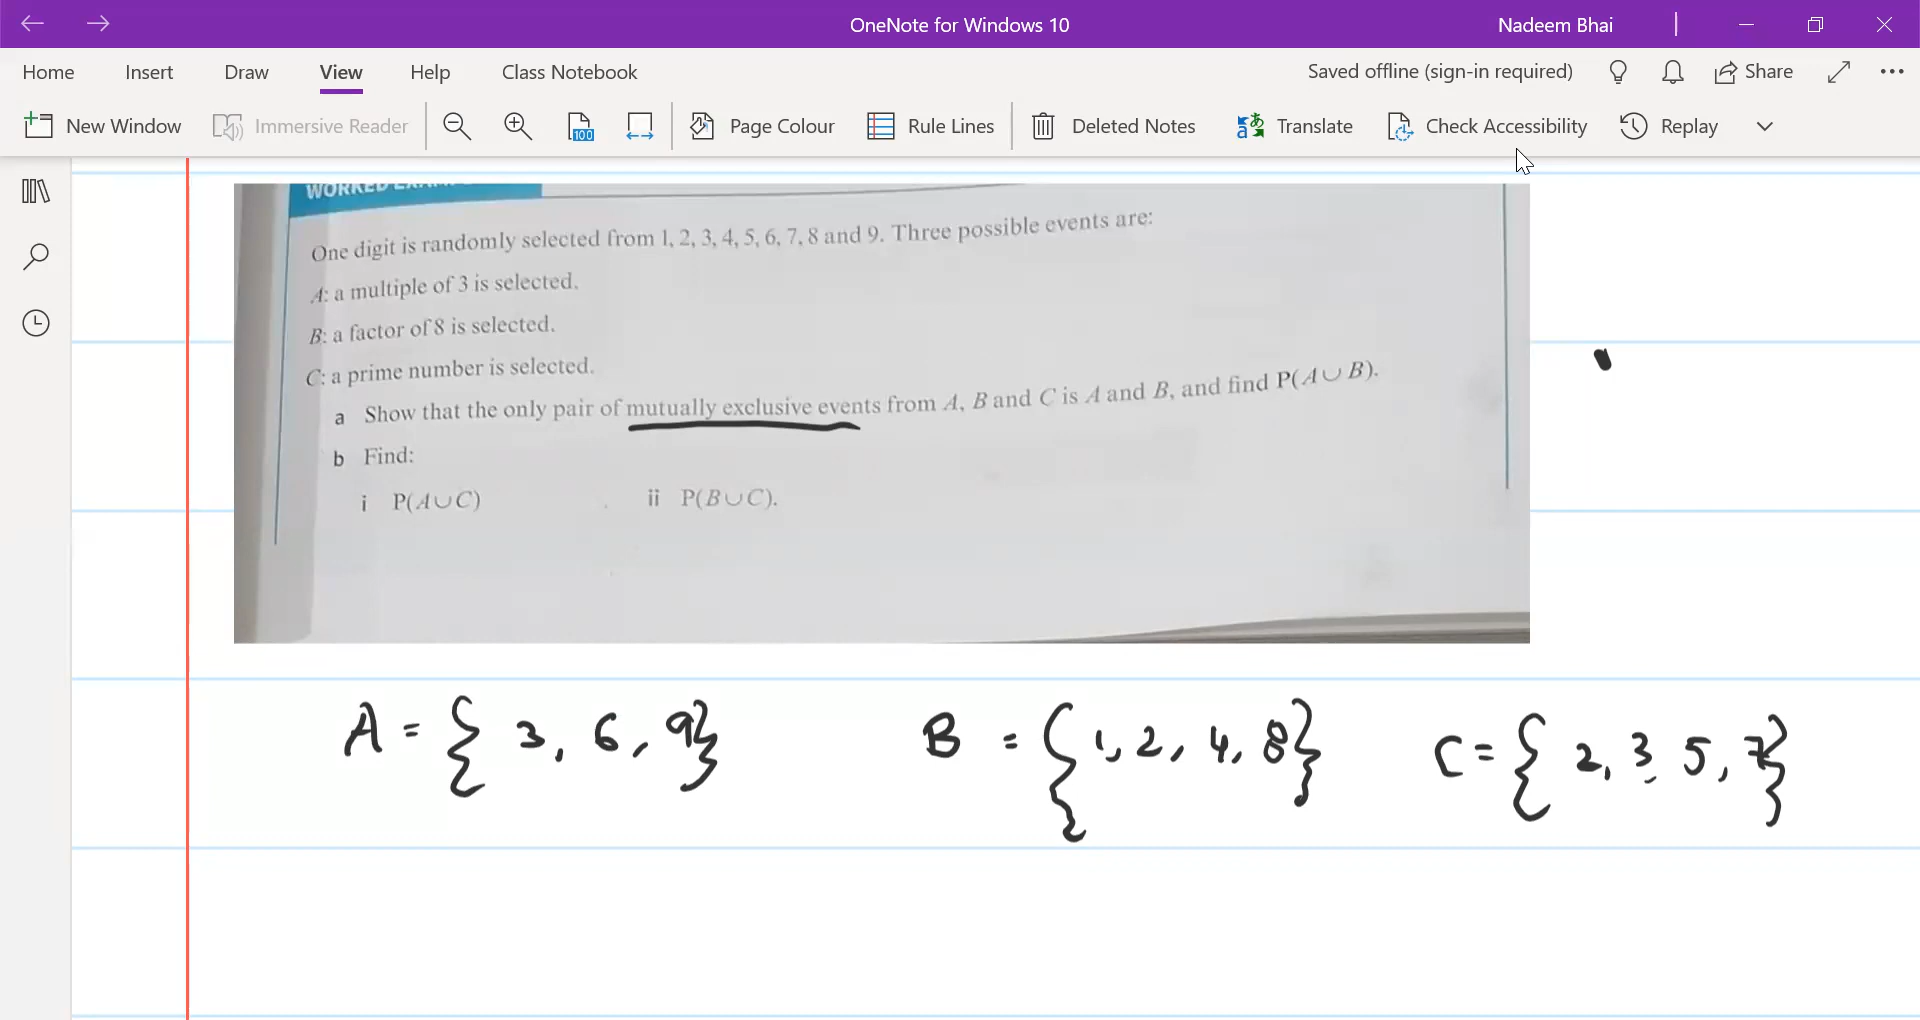 OneNote for Windows 10
Nadeem Bhai
Home Insert Draw View Help Class Notebook
Saved offline (sign-in required) Share
New Window Immersive Reader 100 Page Colour Rule Lines Deleted Notes Translate Check Accessibility Replay
WORKED
One digit is randomly selected from 1, 2, 3, 4, 5, 6, 7, 8 and 9. Three possible events are:
A: a multiple of 3 is selected.
B: a factor of 8 is selected.
C: a prime number is selected.
a Show that the only pair of mutually exclusive events from A, B and C is A and B, and find P(A ∪ B).
b Find:
i P(A∪C) ii P(B∪C).
A = { 3, 6, 9} B = {1, 2, 4, 8} C = { 2, 3, 5, 7}